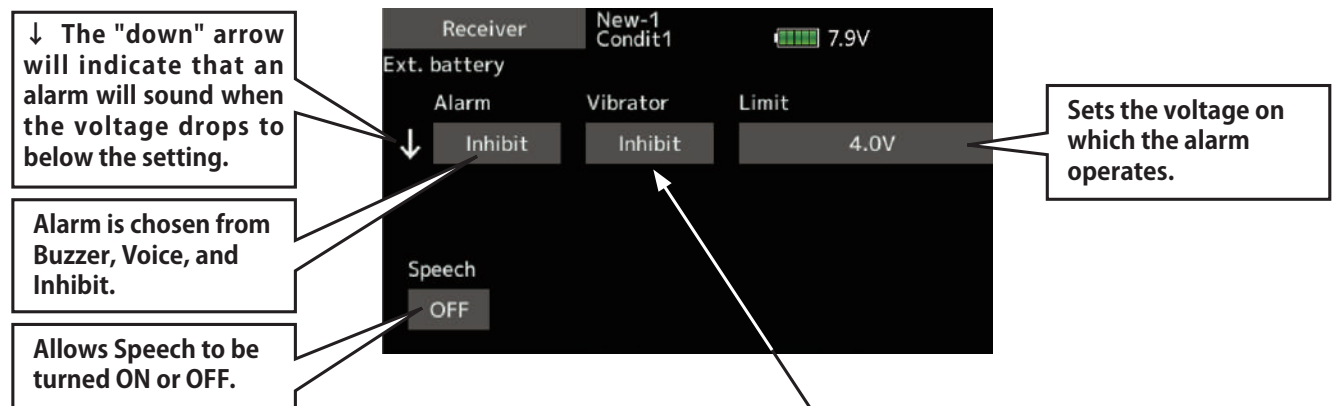 ↓ The "down" arrow
will indicate that an
alarm will sound when
the voltage drops to
below the setting.
Alarm is chosen from
Buzzer, Voice, and
Inhibit.
Allows Speech to be
turned ON or OFF.
Receiver
New-1
Condit1
7.9V
Ext. battery
Alarm
Vibrator
Limit
↓
Inhibit
Inhibit
4.0V
Speech
OFF
Sets the voltage on
which the alarm
operates.